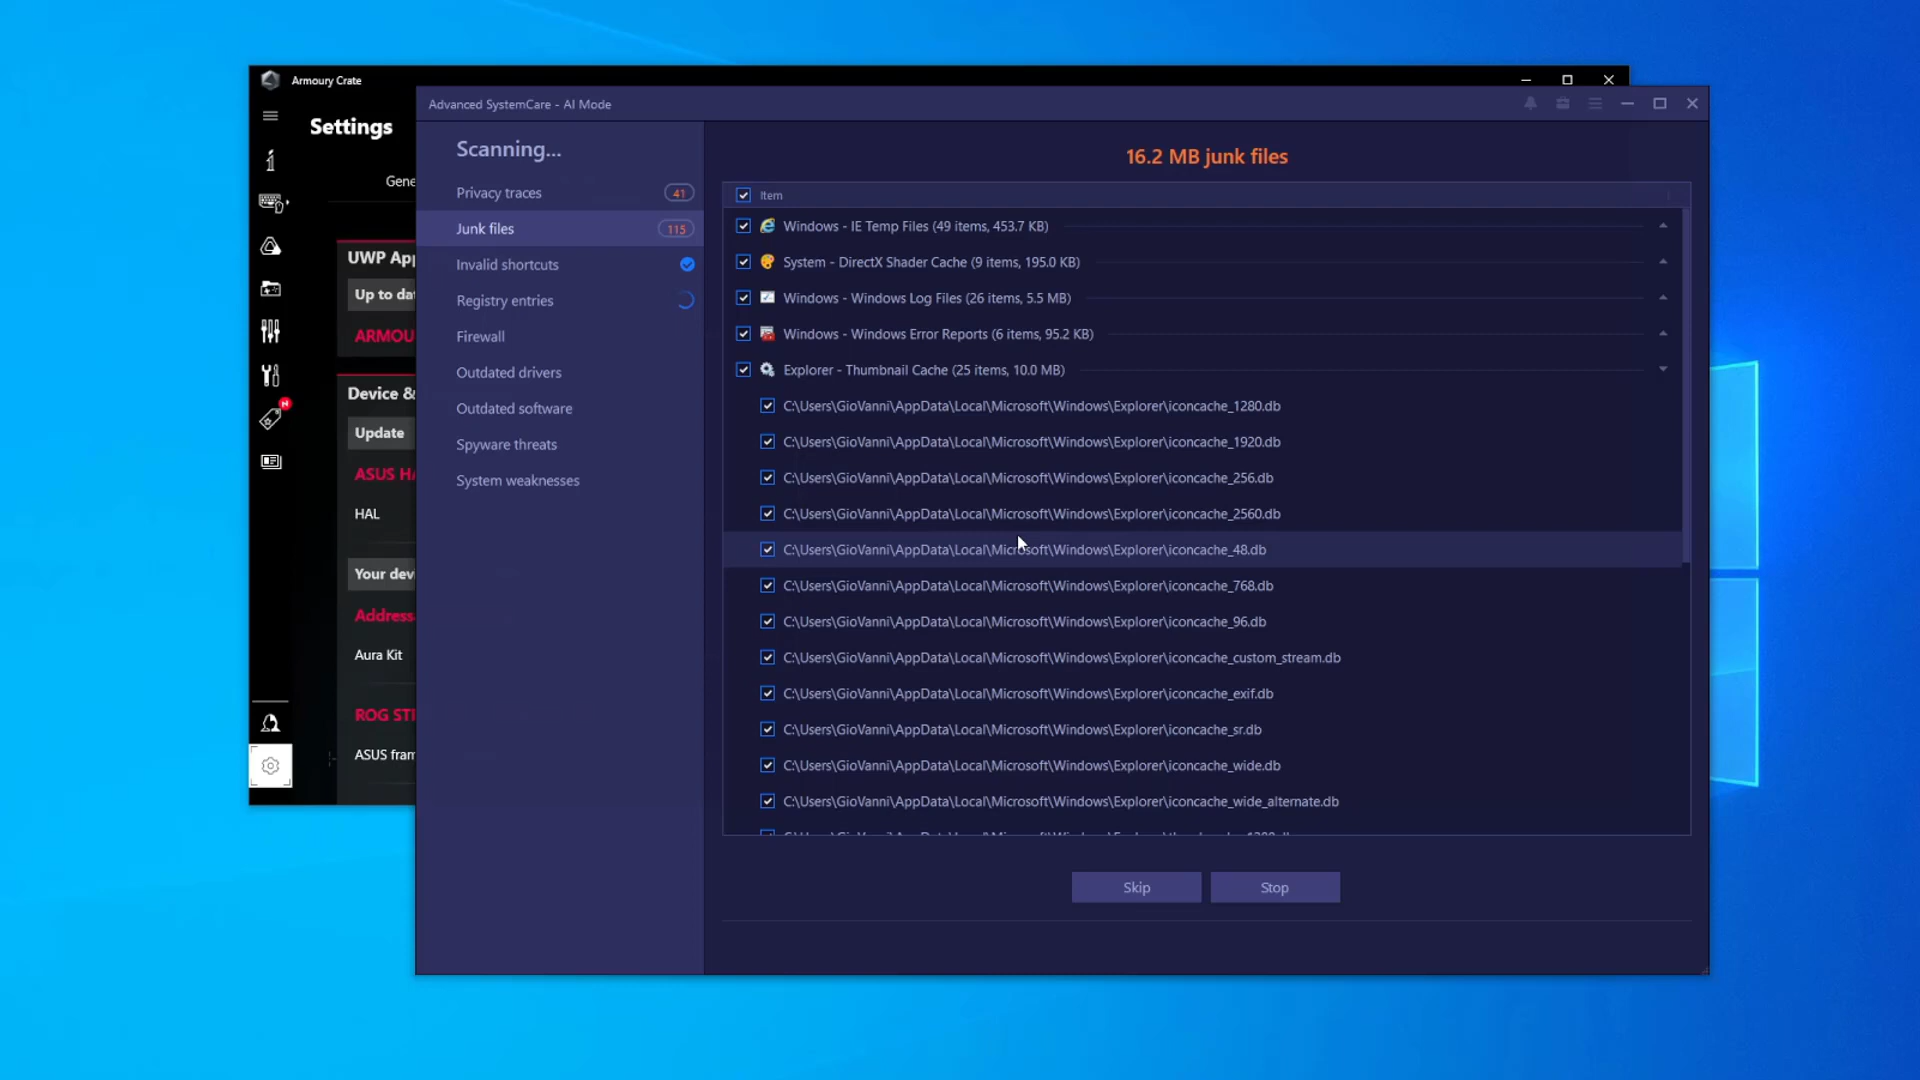 Armoury Crate
Settings
Gene
UWP App
Up to da
ARMOU
Device &
Update
ASUS HA
HAL
Your dev
Address
Aura Kit
ROG STI
ASUS fram
N
Advanced SystemCare - AI Mode
Scanning...
Privacy traces 41
Junk files 115
Invalid shortcuts
Registry entries
Firewall
Outdated drivers
Outdated software
Spyware threats
System weaknesses
16.2 MB junk files
Item
Windows - IE Temp Files (49 items, 453.7 KB)
System - DirectX Shader Cache (9 items, 195.0 KB)
Windows - Windows Log Files (26 items, 5.5 MB)
Windows - Windows Error Reports (6 items, 95.2 KB)
Explorer - Thumbnail Cache (25 items, 10.0 MB)
C:\Users\GioVanni\AppData\Local\Microsoft\Windows\Explorer\iconcache_1280.db
C:\Users\GioVanni\AppData\Local\Microsoft\Windows\Explorer\iconcache_1920.db
C:\Users\GioVanni\AppData\Local\Microsoft\Windows\Explorer\iconcache_256.db
C:\Users\GioVanni\AppData\Local\Microsoft\Windows\Explorer\iconcache_2560.db
C:\Users\GioVanni\AppData\Local\Microsoft\Windows\Explorer\iconcache_48.db
C:\Users\GioVanni\AppData\Local\Microsoft\Windows\Explorer\iconcache_768.db
C:\Users\GioVanni\AppData\Local\Microsoft\Windows\Explorer\iconcache_96.db
C:\Users\GioVanni\AppData\Local\Microsoft\Windows\Explorer\iconcache_custom_stream.db
C:\Users\GioVanni\AppData\Local\Microsoft\Windows\Explorer\iconcache_exif.db
C:\Users\GioVanni\AppData\Local\Microsoft\Windows\Explorer\iconcache_sr.db
C:\Users\GioVanni\AppData\Local\Microsoft\Windows\Explorer\iconcache_wide.db
C:\Users\GioVanni\AppData\Local\Microsoft\Windows\Explorer\iconcache_wide_alternate.db
Skip
Stop